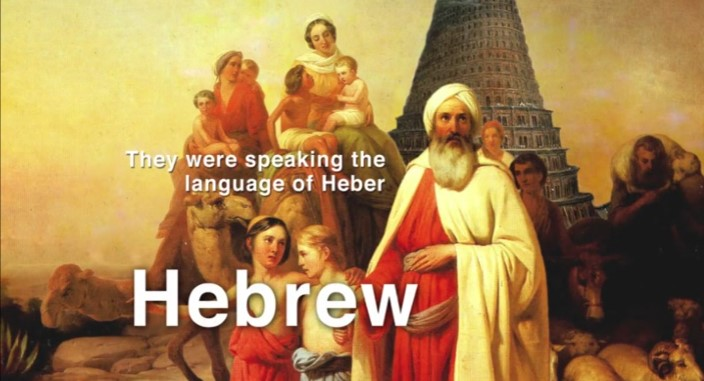 They were speaking the
language of Heber
Hebrew